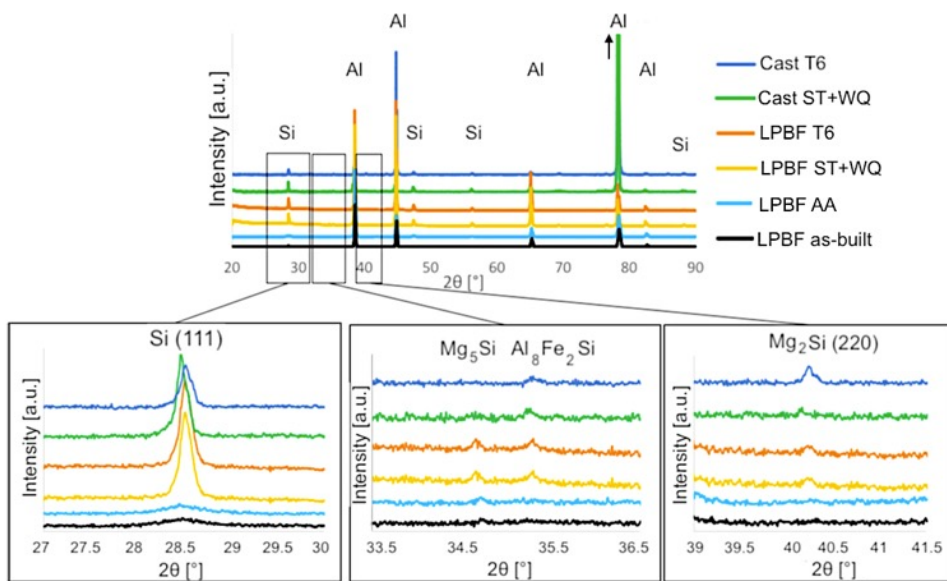 Al
Al
Al
Al
Al
Si
Si
Si
Si
Intensity [a.u.]
20 30 40 50 60 70 80 90
2θ [°]
Cast T6
Cast ST+WQ
LPBF T6
LPBF ST+WQ
LPBF AA
LPBF as-built
Si (111)
Intensity [a.u.]
27 27.5 28 28.5 29 29.5 30
2θ [°]
Mg5Si Al8Fe2Si
Intensity [a.u.]
33.5 34.5 35.5 36.5
2θ [°]
Mg2Si (220)
Intensity [a.u.]
39 39.5 40 40.5 41 41.5
2θ [°]